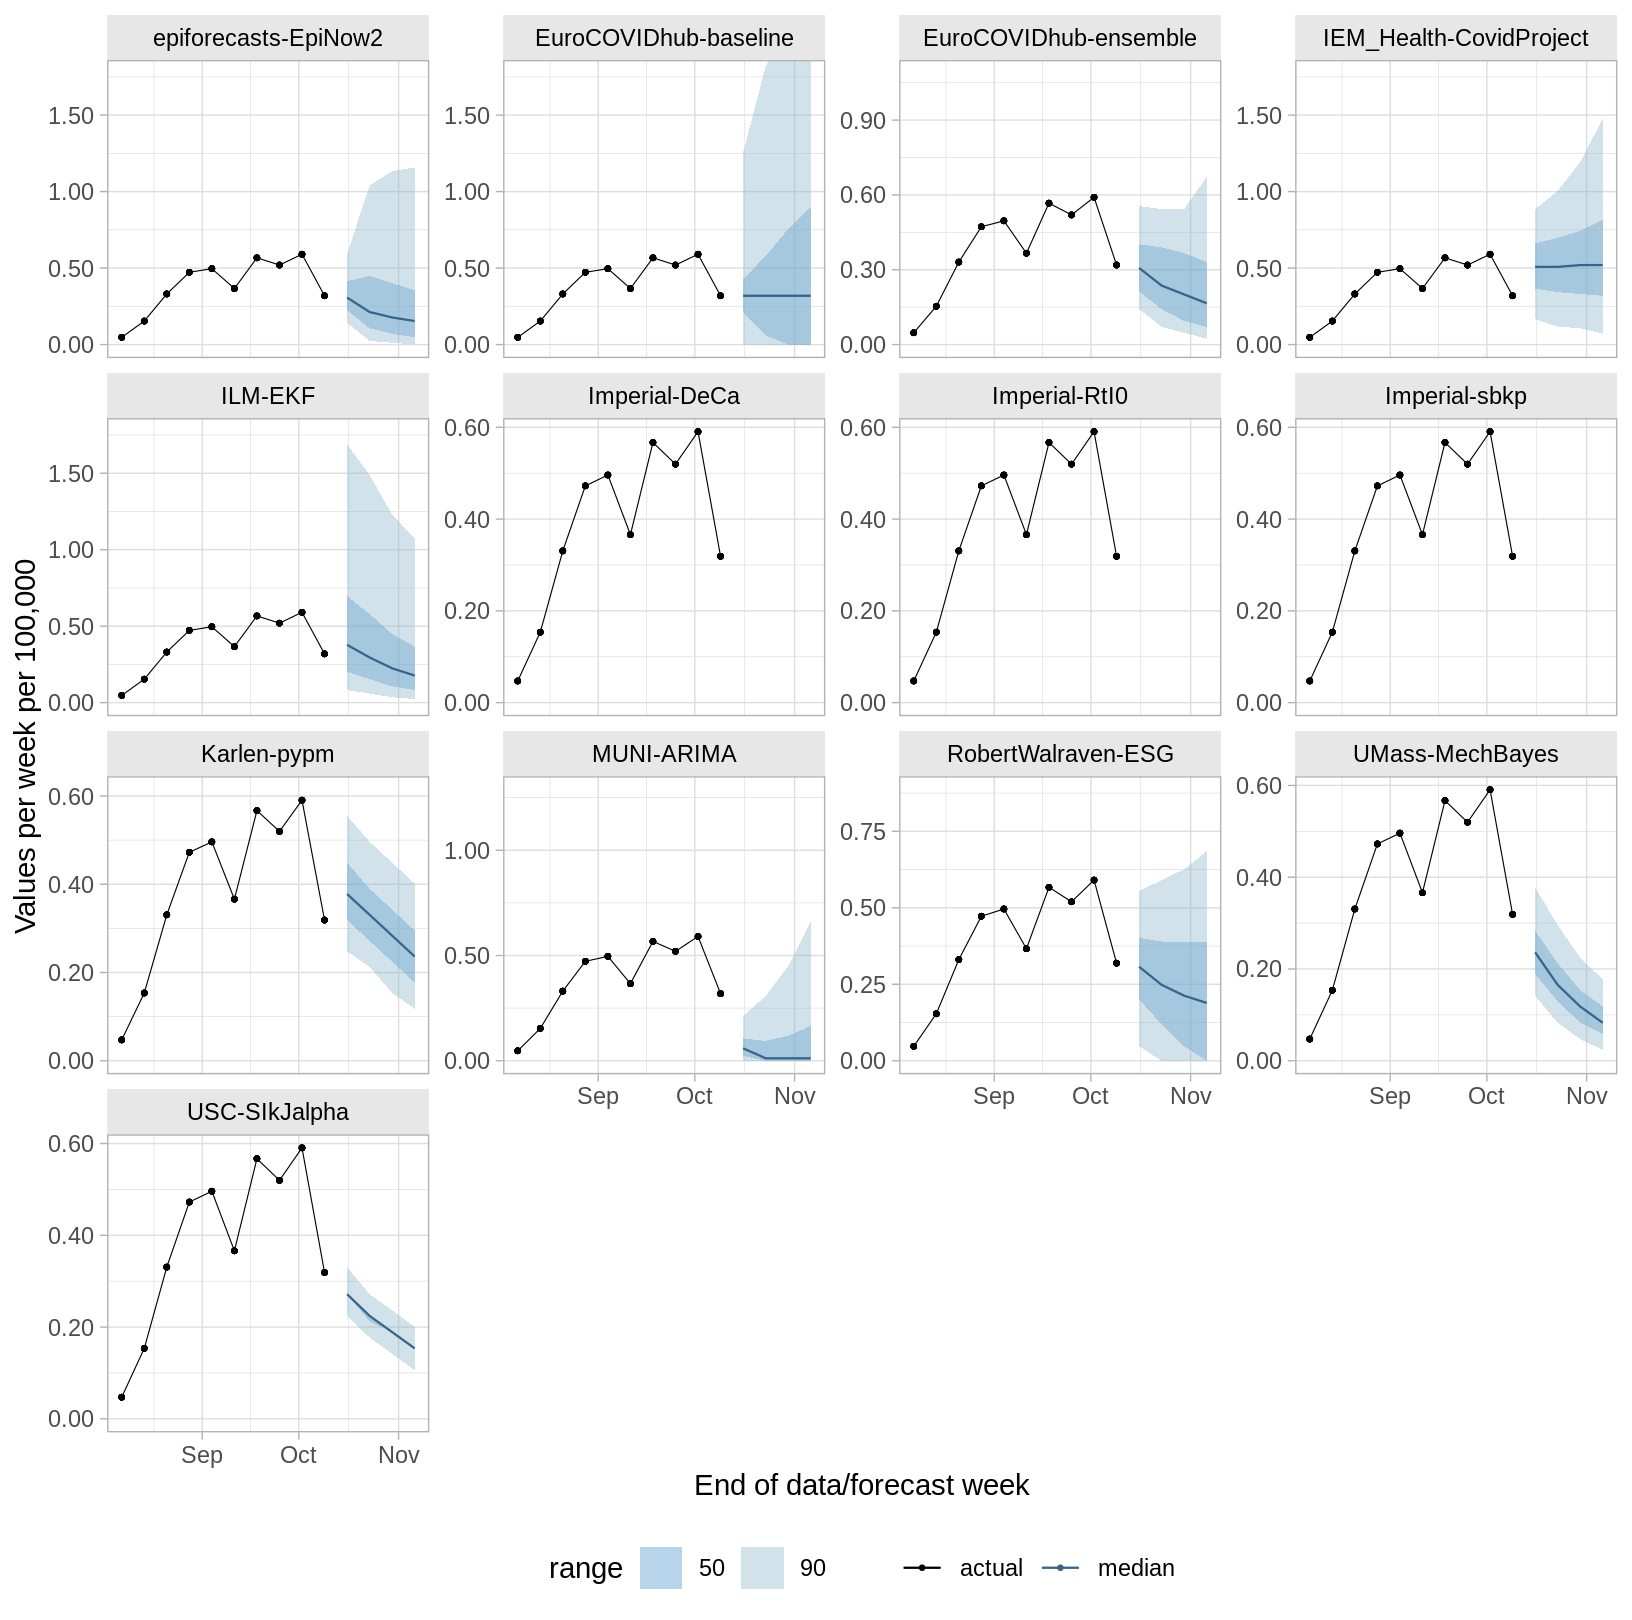 epiforecasts-EpiNow2 EuroCOVIDhub-baseline EuroCOVIDhub-ensemble IEM_Health-CovidProject
1.50 1.50 0.90 1.50
1.00 1.00 0.60 1.00
0.50 0.50 0.30 0.50
0.00 0.00 0.00 0.00
ILM-EKF Imperial-DeCa Imperial-RtI0 Imperial-sbkp
1.50 0.60 0.60 0.60
1.00 0.40 0.40 0.40
0.50 0.20 0.20 0.20
0.00 0.00 0.00 0.00
Values per week per 100,000
Karlen-pypm MUNI-ARIMA RobertWalraven-ESG UMass-MechBayes
0.60 1.00 0.75 0.60
0.40 0.50 0.50 0.40
0.20 0.00 0.25 0.20
0.00 0.00 0.00
Sep Oct Nov Sep Oct Nov Sep Oct Nov
USC-SIkJalpha
0.60
0.40
0.20
0.00
Sep Oct Nov
End of data/forecast week
range 50 90 actual median